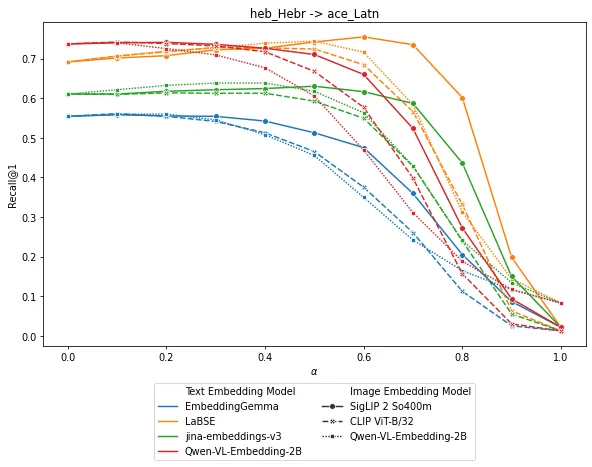 heb_Hebr -> ace_Latn
Recall@1
0.7
0.6
0.5
0.4
0.3
0.2
0.1
0.0
0.0 0.2 0.4 0.6 0.8 1.0
α
Text Embedding Model Image Embedding Model
EmbeddingGemma SigLIP 2 So400m
LaBSE CLIP ViT-B/32
jina-embeddings-v3 Qwen-VL-Embedding-2B
Qwen-VL-Embedding-2B